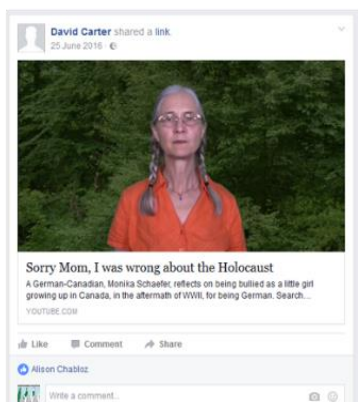 David Carter shared a link.
25 June 2016
Sorry Mom, I was wrong about the Holocaust
A German-Canadian, Monika Schaefer, reflects on being bullied as a little girl
growing up in Canada, in the aftermath of WWII, for being German. Search...
YOUTUBE.COM
Like Comment Share
Alison Chabloz
Write a comment...